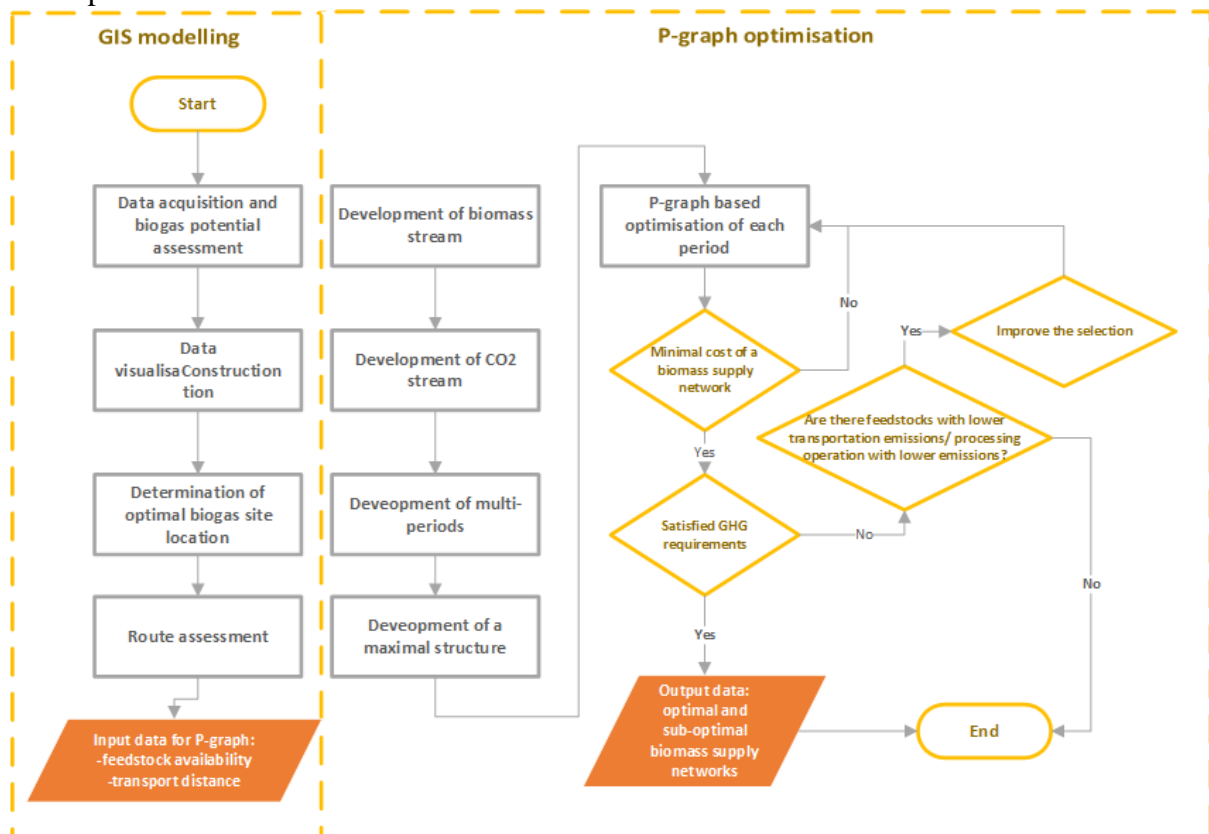 GIS modelling
Start
Data acquisition and
biogas potential
assessment
Data
visualisaConstruction
tion
Determination of
optimal biogas site
location
Route assessment
Input data for P-graph:
-feedstock availability
-transport distance
P-graph optimisation
Development of biomass
stream
Development of CO2
stream
Deveopment of multi-
periods
Deveopment of a
maximal structure
P-graph based
optimisation of each
period
No
Minimal cost of a
biomass supply
network
Yes
Satisfied GHG
requirements
No
Yes
Improve the selection
Are there feedstocks with lower
transportation emissions/ processing
operation with lower emissions?
No
Yes
Output data:
optimal and
sub-optimal
biomass supply
networks
End